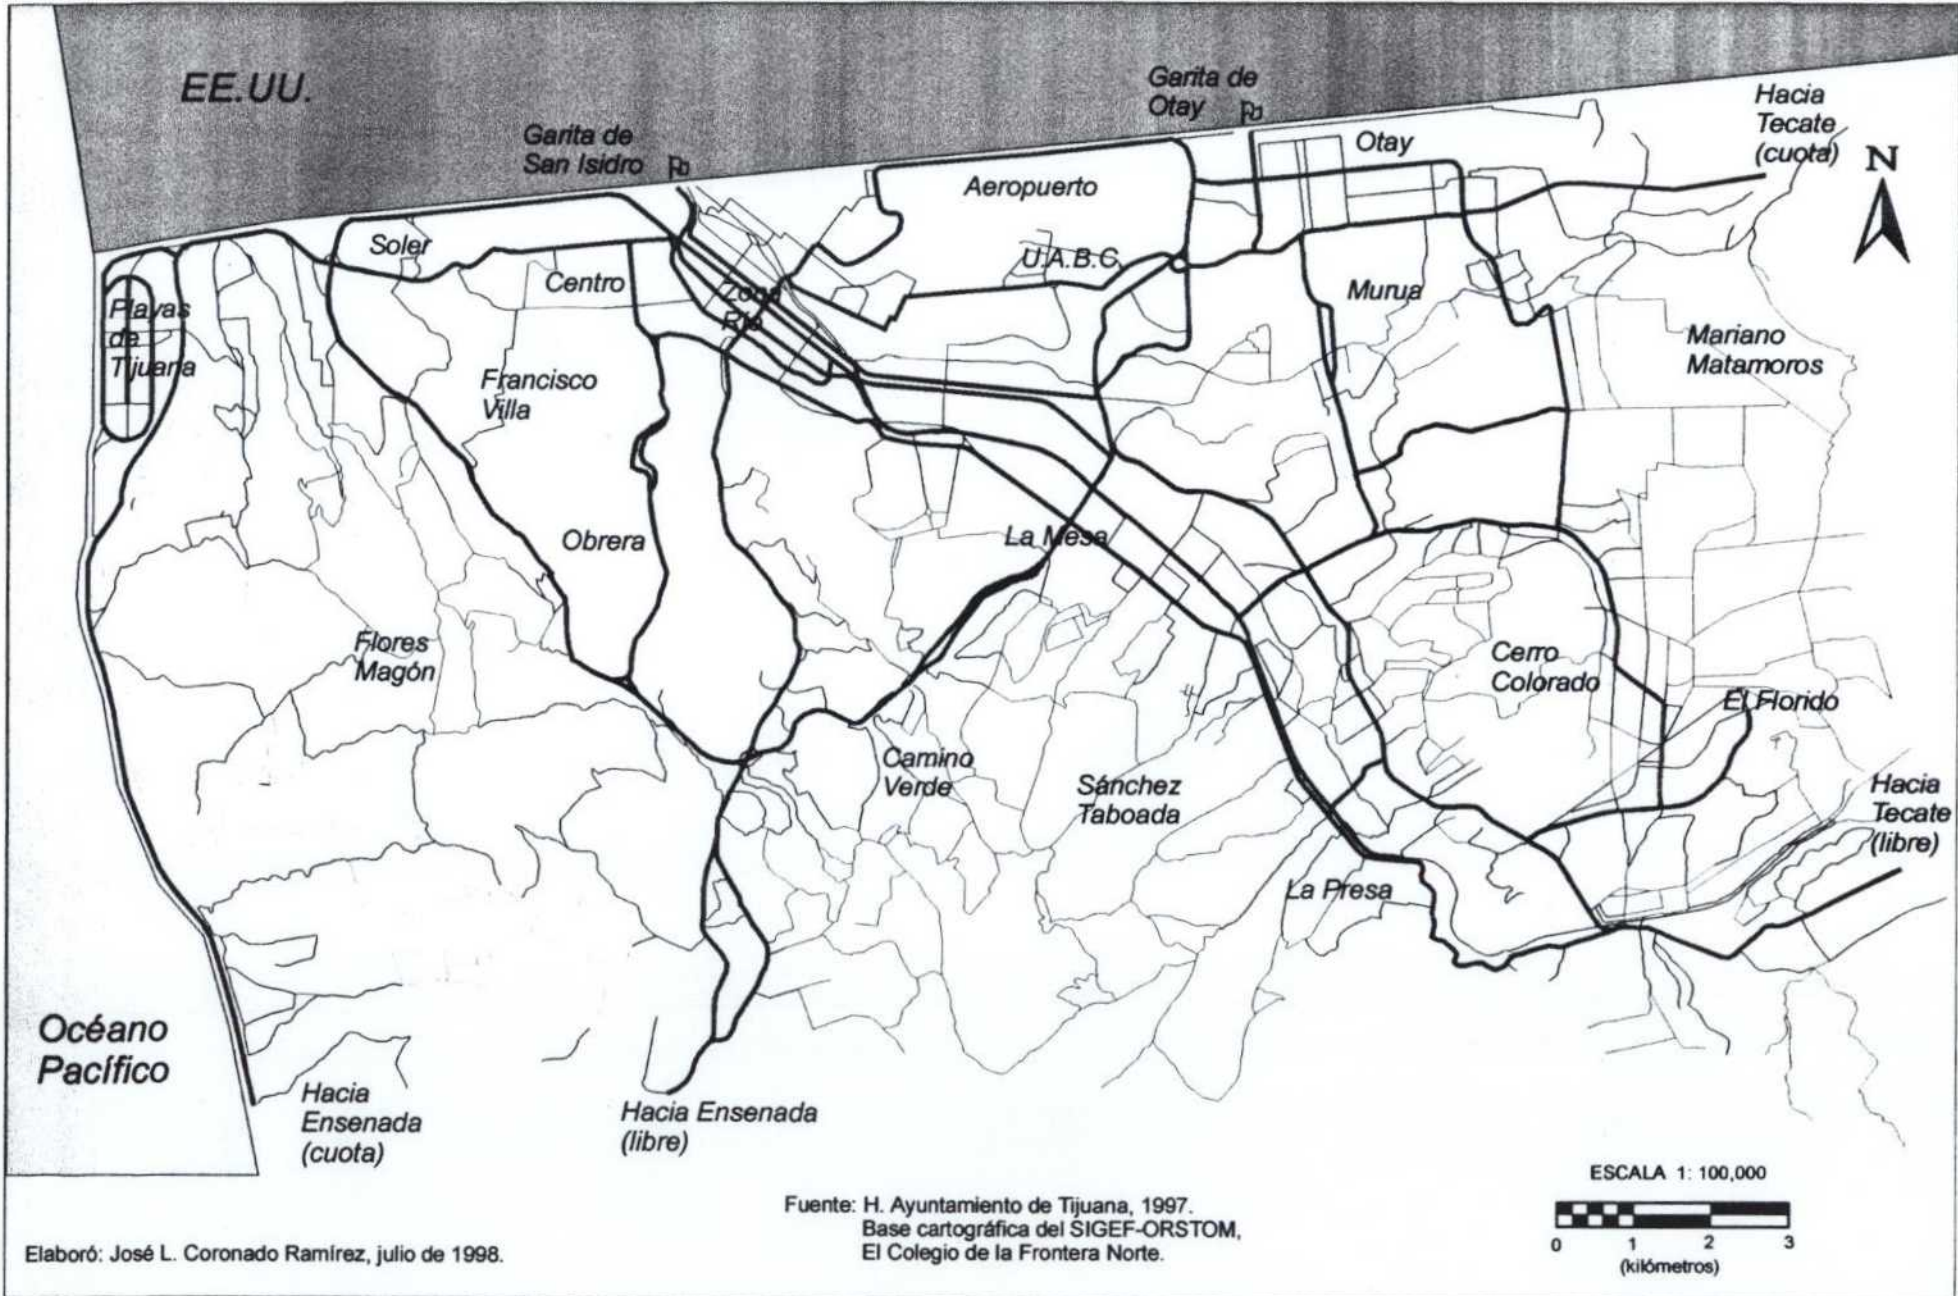 EE.UU.
Garita de
San Isidro
Garita de
Otay
Hacia
Tecate
(cuota)
N
Otay
Aeropuerto
Soler
U.A.B.C.
Centro
Zona
Río
Murua
Playas
de
Tijuana
Mariano
Matamoros
Francisco
Villa
Obrera
La Mesa
Flores
Magón
Cerro
Colorado
El Florido
Camino
Verde
Sánchez
Taboada
Hacia
Tecate
(libre)
La Presa
Océano
Pacífico
Hacia
Ensenada
(cuota)
Hacia Ensenada
(libre)
ESCALA 1: 100,000
0 1 2 3
(kilómetros)
Fuente: H. Ayuntamiento de Tijuana, 1997.
Base cartográfica del SIGEF-ORSTOM,
El Colegio de la Frontera Norte.
Elaboró: José L. Coronado Ramírez, julio de 1998.